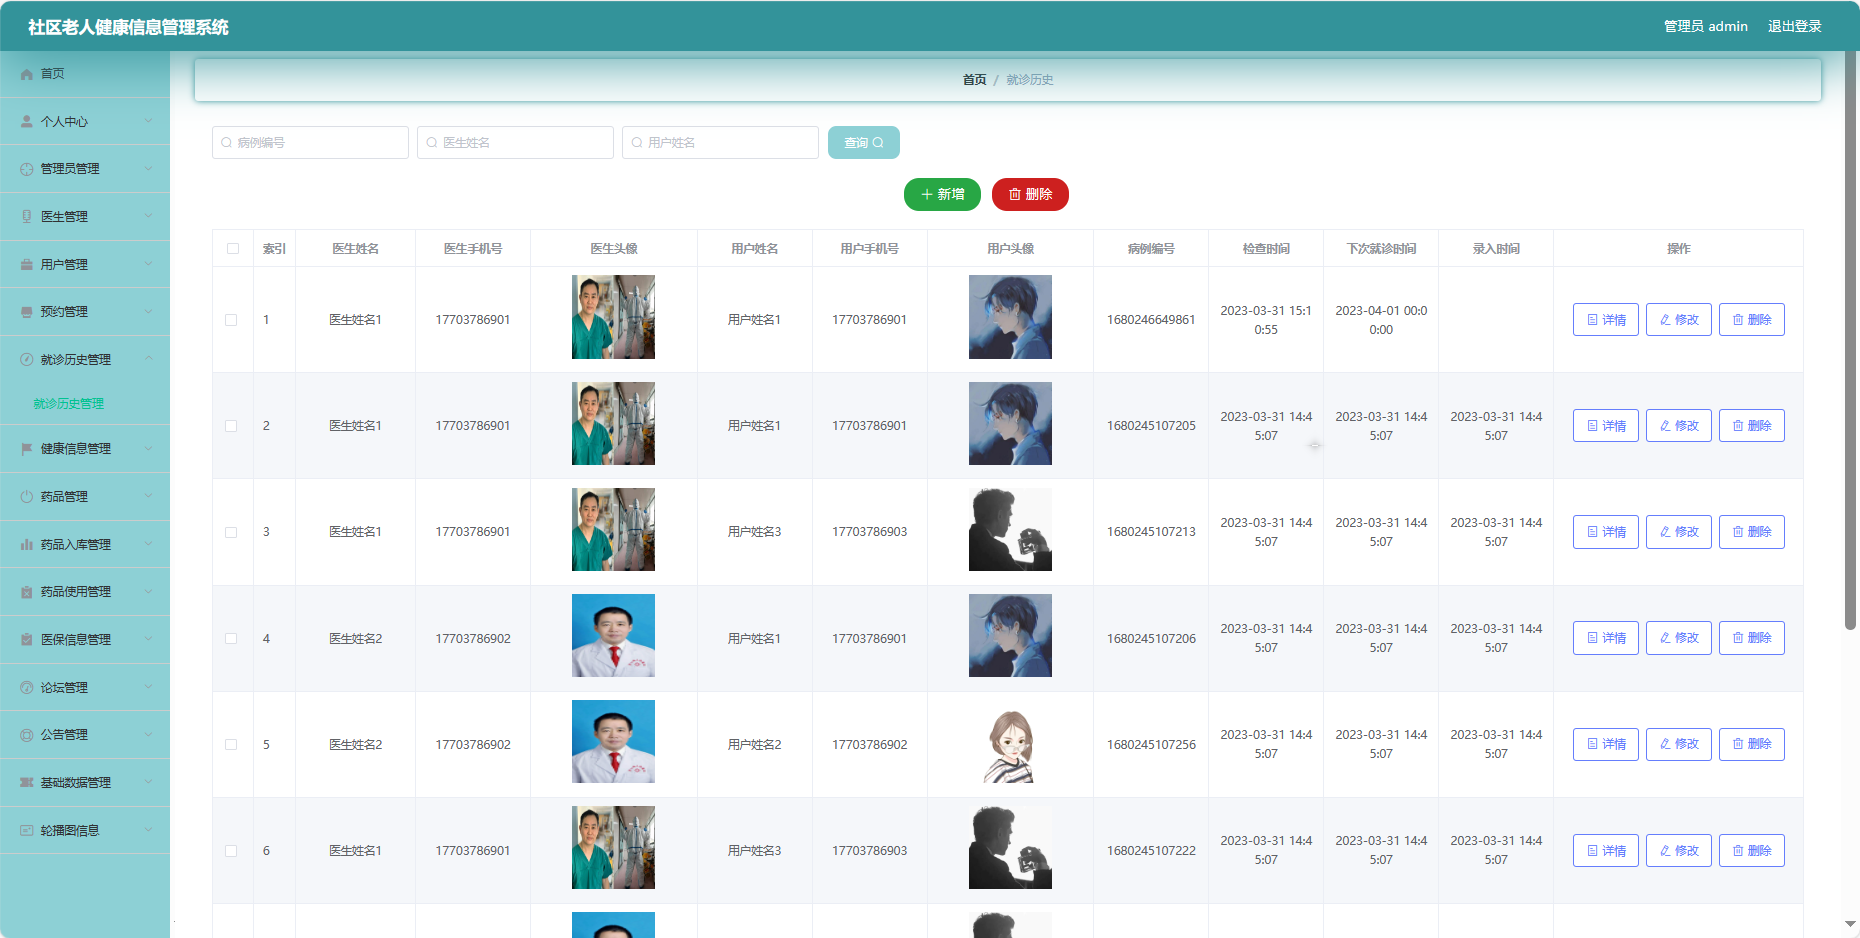 社区老人健康信息管理系统
管理员 admin 退出登录
首页
个人中心
管理员管理
医生管理
用户管理
预约管理
就诊历史管理
就诊历史管理
健康信息管理
药品管理
药品入库管理
药品使用管理
医保信息管理
论坛管理
公告管理
基础数据管理
轮播图信息
首页 / 就诊历史
病例编号 医生姓名 用户姓名 查询
新增 删除
索引 医生姓名 医生手机号 医生头像 用户姓名 用户手机号 用户头像 病例编号 检查时间 下次就诊时间 录入时间 操作
1 医生姓名1 17703786901 用户姓名1 17703786901 1680246649861 2023-03-31 15:10:55 2023-04-01 00:00:00 详情 修改 删除
2 医生姓名1 17703786901 用户姓名1 17703786901 1680245107205 2023-03-31 14:45:07 2023-03-31 14:45:07 2023-03-31 14:45:07 详情 修改 删除
3 医生姓名1 17703786901 用户姓名3 17703786903 1680245107213 2023-03-31 14:45:07 2023-03-31 14:45:07 2023-03-31 14:45:07 详情 修改 删除
4 医生姓名2 17703786902 用户姓名1 17703786901 1680245107206 2023-03-31 14:45:07 2023-03-31 14:45:07 2023-03-31 14:45:07 详情 修改 删除
5 医生姓名2 17703786902 用户姓名2 17703786902 1680245107256 2023-03-31 14:45:07 2023-03-31 14:45:07 2023-03-31 14:45:07 详情 修改 删除
6 医生姓名1 17703786901 用户姓名3 17703786903 1680245107222 2023-03-31 14:45:07 2023-03-31 14:45:07 2023-03-31 14:45:07 详情 修改 删除